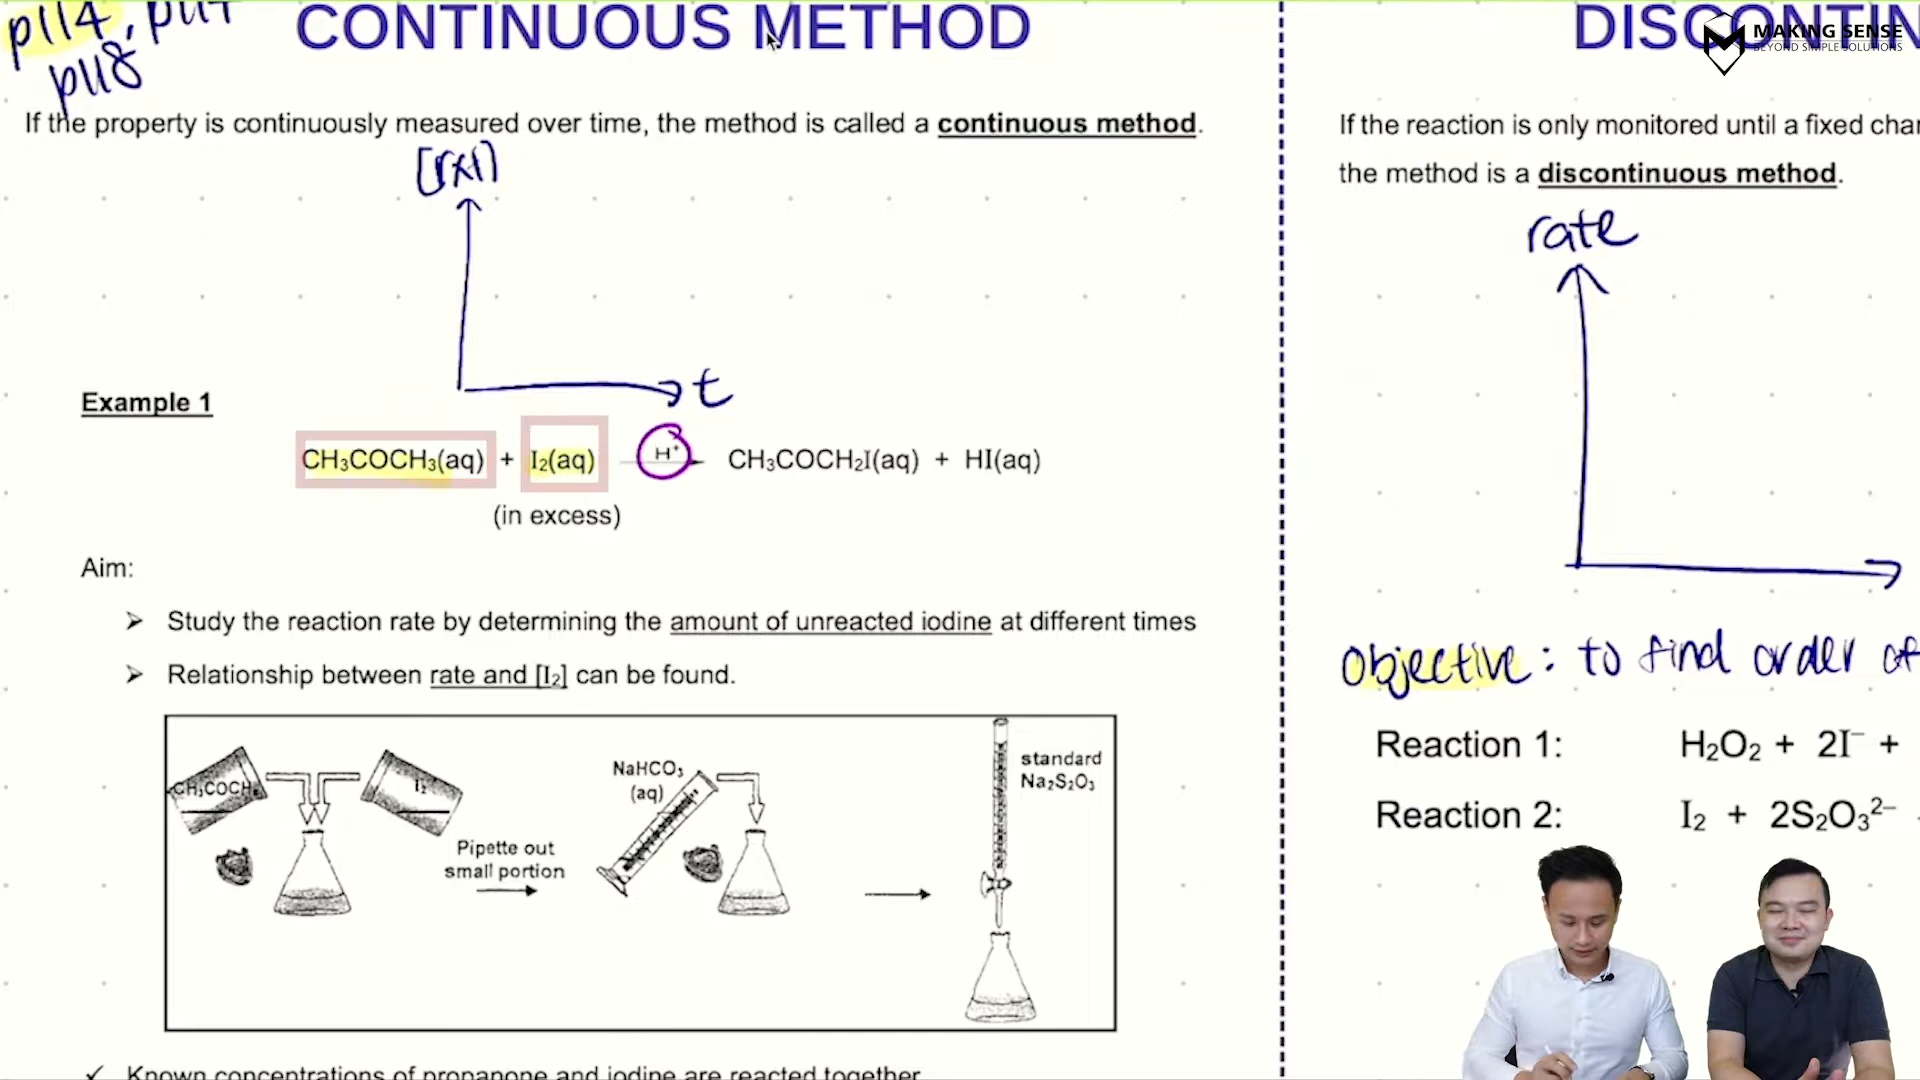 p114, p117
p118
CONTINUOUS METHOD
If the property is continuously measured over time, the method is called a continuous method.
[rxt]
t
Example 1
CH₃COCH₃(aq) + I₂(aq) H⁺ CH₃COCH₂I(aq) + HI(aq)
(in excess)
Aim:
➢ Study the reaction rate by determining the amount of unreacted iodine at different times
➢ Relationship between rate and [I₂] can be found.
CH₃COCH₃
I₂
Pipette out
small portion
NaHCO₃
(aq)
standard
Na₂S₂O₃
✓ Known concentrations of propanone and iodine are reacted together
DISCONTIN
MAKING SENSE
BEYOND SIMPLE SOLUTIONS
If the reaction is only monitored until a fixed cha
the method is a discontinuous method.
rate
Objective: to find order of
Reaction 1: H₂O₂ + 2I⁻ +
Reaction 2: I₂ + 2S₂O₃²⁻